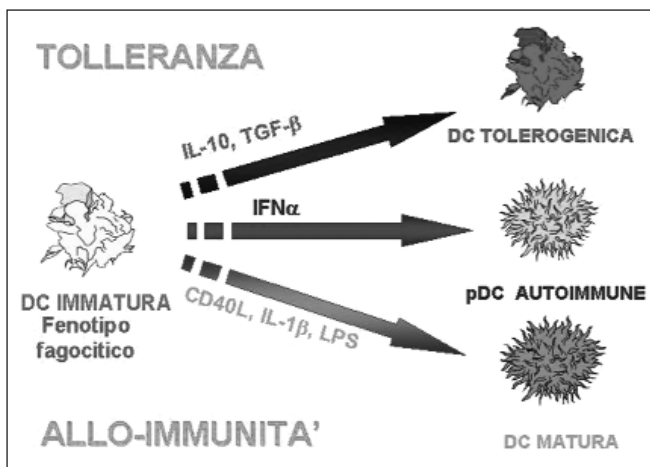 TOLLERANZA
IL-10, TGF-β
DC TOLEROGENICA
IFNα
DC IMMATURA
Fenotipo
fagocitico
pDC AUTOIMMUNE
CD40L, IL-1β, LPS
ALLO-IMMUNITA’
DC MATURA